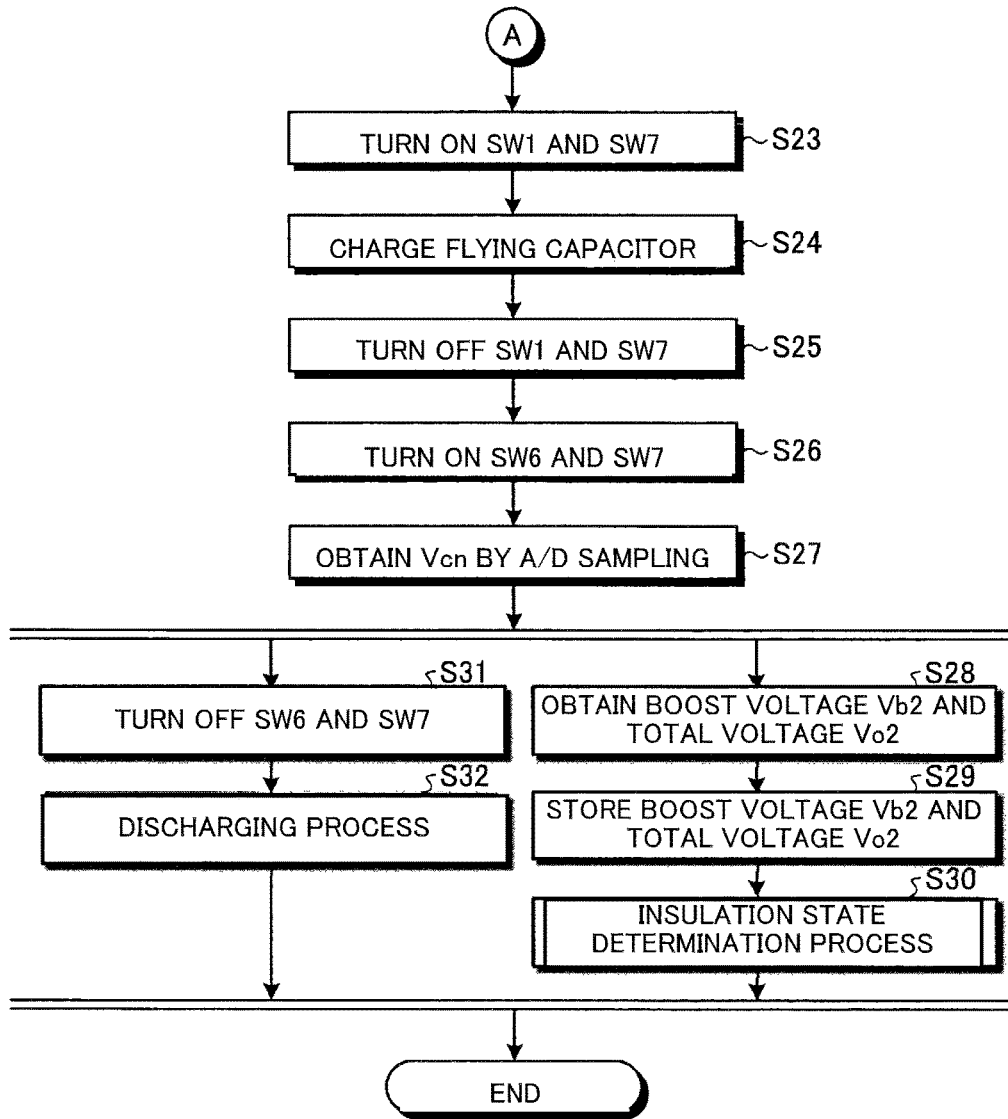 A
TURN ON SW1 AND SW7
S23
CHARGE FLYING CAPACITOR
S24
TURN OFF SW1 AND SW7
S25
TURN ON SW6 AND SW7
S26
OBTAIN Vcn BY A/D SAMPLING
S27
S31
TURN OFF SW6 AND SW7
S32
DISCHARGING PROCESS
S28
OBTAIN BOOST VOLTAGE Vb2 AND
TOTAL VOLTAGE Vo2
S29
STORE BOOST VOLTAGE Vb2 AND
TOTAL VOLTAGE Vo2
S30
INSULATION STATE
DETERMINATION PROCESS
END